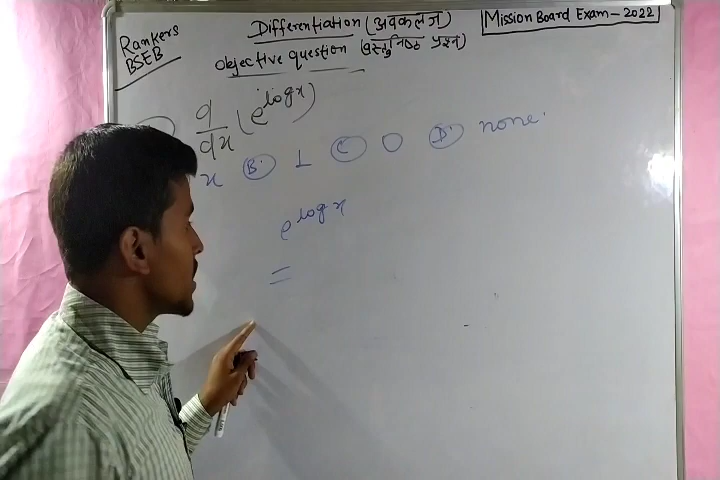 Rankers
BSEB
Differentiation (अवकलज)
Mission Board Exam - 2022
objective question (वस्तुनिष्ठ प्रश्न)
d/dx (e^log x)
x (B.) 1 (C) 0 (D.) none.
e^log x
=